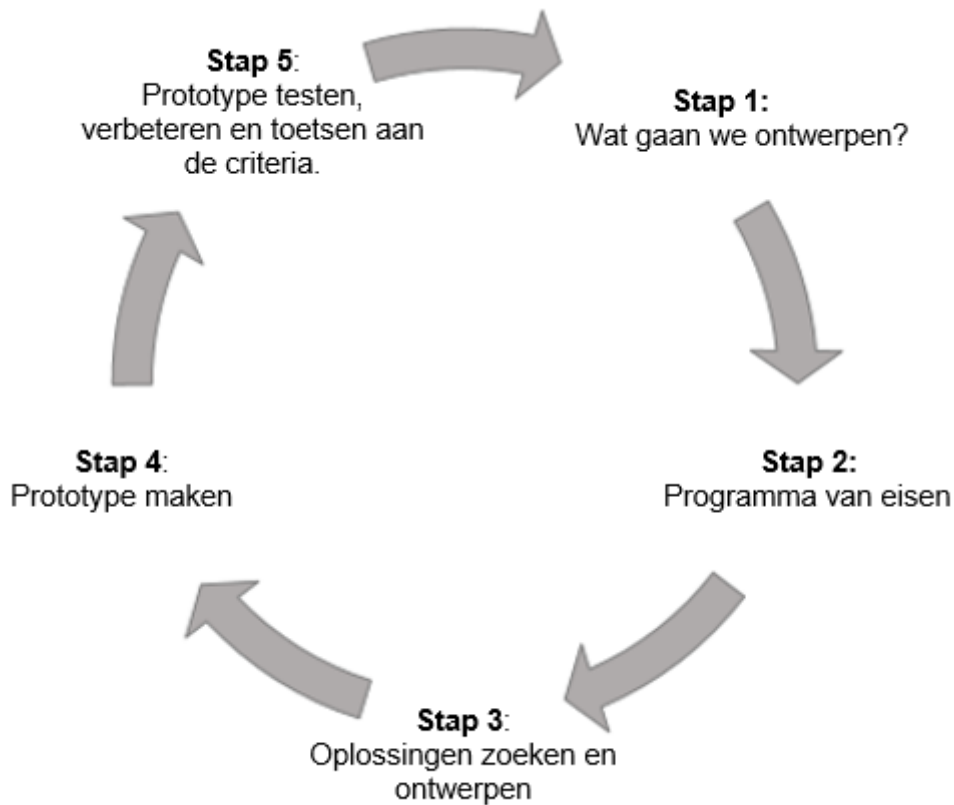 Stap 1:
Wat gaan we ontwerpen?
Stap 2:
Programma van eisen
Stap 3:
Oplossingen zoeken en
ontwerpen
Stap 4:
Prototype maken
Stap 5:
Prototype testen,
verbeteren en toetsen aan
de criteria.